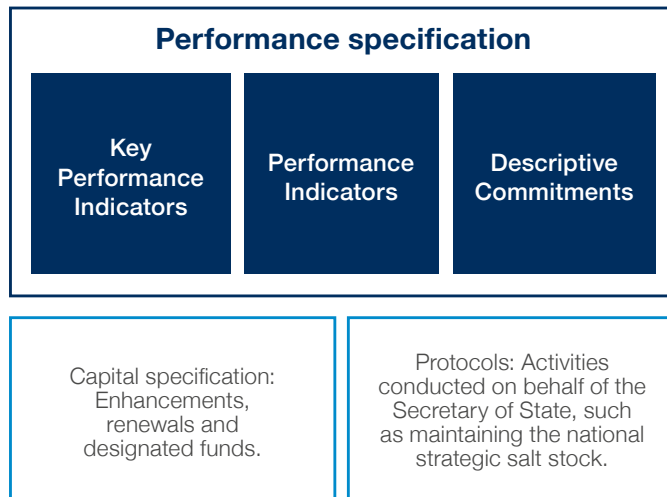 Performance specification
Key
Performance
Indicators
Performance
Indicators
Descriptive
Commitments
Capital specification:
Enhancements,
renewals and
designated funds.
Protocols: Activities
conducted on behalf of the
Secretary of State, such
as maintaining the national
strategic salt stock.